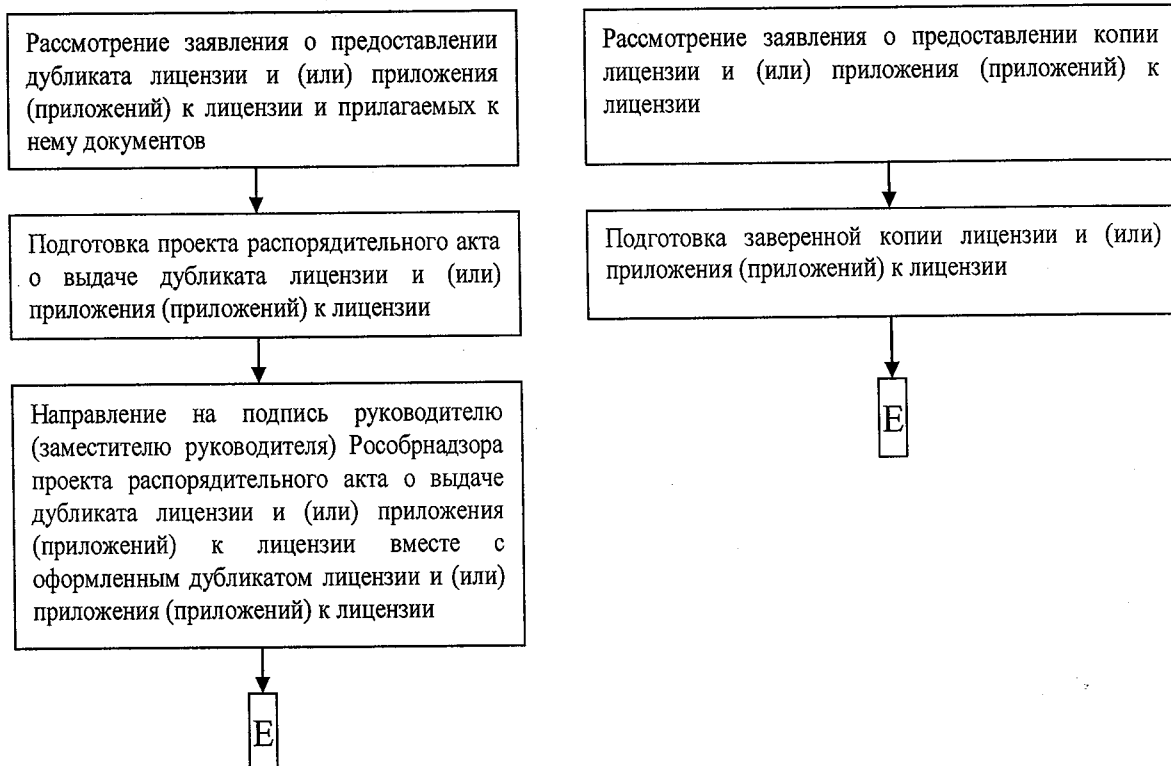 Рассмотрение заявления о предоставлении
дубликата лицензии и (или) приложения
(приложений) к лицензии и прилагаемых к
нему документов
Подготовка проекта распорядительного акта
о выдаче дубликата лицензии и (или)
приложения (приложений) к лицензии
Направление на подпись руководителю
(заместителю руководителя) Рособрнадзора
проекта распорядительного акта о выдаче
дубликата лицензии и (или) приложения
(приложений) к лицензии вместе с
оформленным дубликатом лицензии и (или)
приложения (приложений) к лицензии
Е
Рассмотрение заявления о предоставлении копии
лицензии и (или) приложения (приложений) к
лицензии
Подготовка заверенной копии лицензии и (или)
приложения (приложений) к лицензии
Е